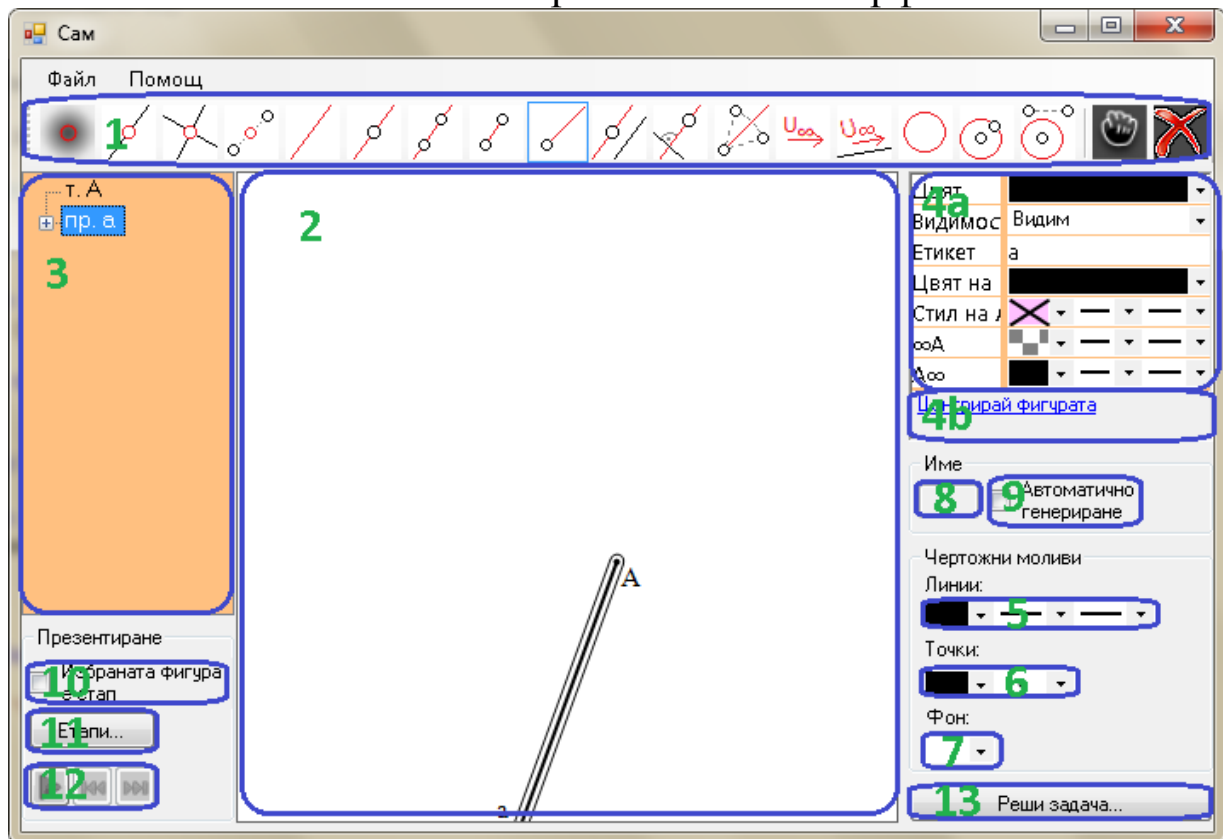 Сам
Файл Помощ
1
U∞ U∞
т. А
пр. а
3
2
Цвят
4a
Видимос Видим
Етикет а
Цвят на
Стил на
∞А
А∞
Центрирай фигурата
4b
Име
8
9
Автоматично
генериране
Чертожни моливи
Линии:
5
Точки:
6
Фон:
7
13
Реши задача...
Презентиране
10
Избраната фигура
е етап
11
Етапи...
12
А
а